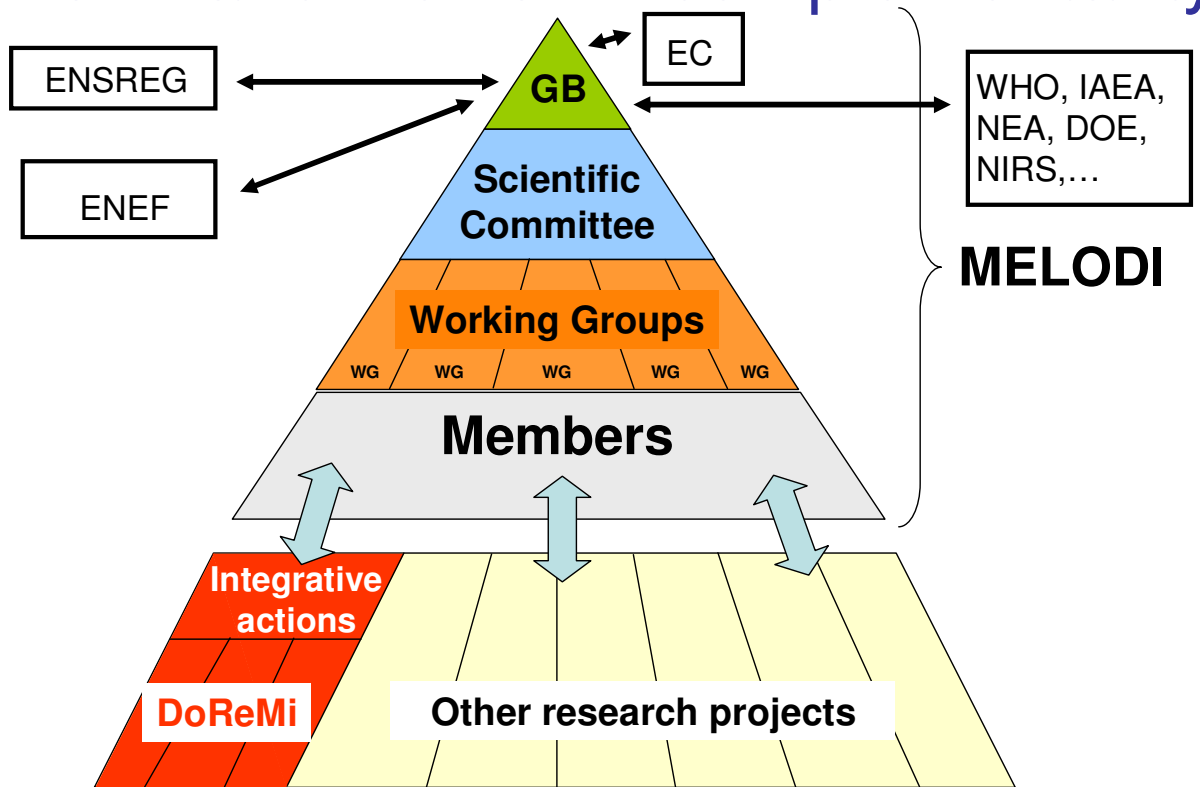 EC
ENSREG
GB
WHO, IAEA,
NEA, DOE,
NIRS,…
ENEF
Scientific
Committee
MELODI
Working Groups
WG WG WG WG WG
Members
Integrative
actions
DoReMi
Other research projects